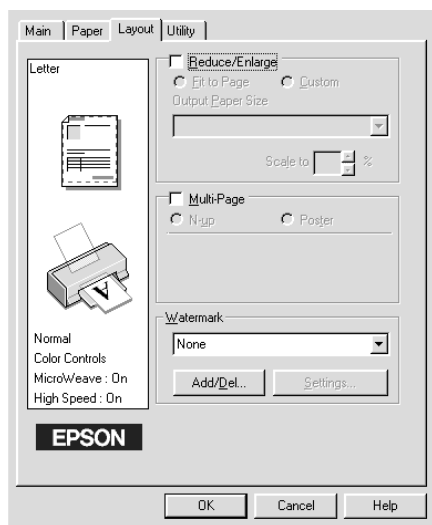 Main Paper Layout Utility
Letter
Reduce/Enlarge
Fit to Page Custom
Output Paper Size
Scale to %
Multi-Page
N-up Poster
A
Normal
Color Controls
MicroWeave : On
High Speed : On
Watermark
None
Add/Del... Settings...
EPSON
OK Cancel Help